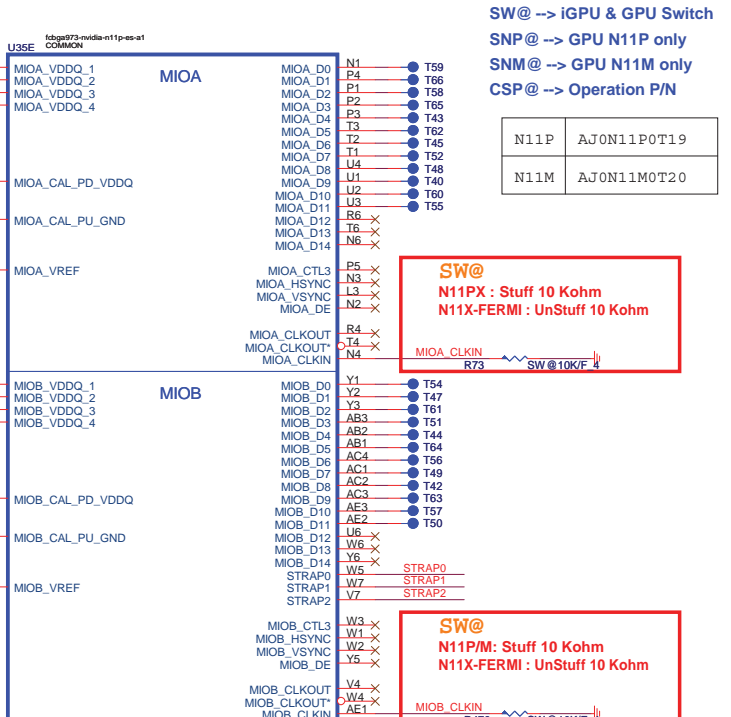 SW@ --> iGPU & GPU Switch
SNP@ --> GPU N11P only
SNM@ --> GPU N11M only
CSP@ --> Operation P/N
N11P AJ0N11P0T19
N11M AJ0N11M0T20
fcbga973-nvidia-n11p-es-a1
U35E COMMON
MIOA
MIOA_VDDQ_1 MIOA_D0 N1 T59
MIOA_VDDQ_2 MIOA_D1 P4 T66
MIOA_VDDQ_3 MIOA_D2 P1 T58
MIOA_VDDQ_4 MIOA_D3 P2 T65
MIOA_D4 P3 T43
MIOA_D5 T3 T62
MIOA_D6 T2 T45
MIOA_D7 T1 T52
MIOA_D8 U4 T48
MIOA_CAL_PD_VDDQ MIOA_D9 U1 T40
MIOA_D10 U2 T60
MIOA_D11 U3 T55
MIOA_CAL_PU_GND MIOA_D12 R6
MIOA_D13 T6
MIOA_D14 N6
MIOA_VREF MIOA_CTL3 P5
MIOA_HSYNC N3
MIOA_VSYNC L3
MIOA_DE N2
MIOA_CLKOUT R4
MIOA_CLKOUT* T4
MIOA_CLKIN N4 MIOA_CLKIN
R73 SW@10K/F_4
SW@
N11PX : Stuff 10 Kohm
N11X-FERMI : UnStuff 10 Kohm
MIOB
MIOB_VDDQ_1 MIOB_D0 Y1 T54
MIOB_VDDQ_2 MIOB_D1 Y2 T47
MIOB_VDDQ_3 MIOB_D2 Y3 T61
MIOB_VDDQ_4 MIOB_D3 AB3 T51
MIOB_D4 AB2 T44
MIOB_D5 AB1 T64
MIOB_D6 AC4 T56
MIOB_D7 AC1 T49
MIOB_D8 AC2 T42
MIOB_CAL_PD_VDDQ MIOB_D9 AC3 T63
MIOB_D10 AE3 T57
MIOB_D11 AE2 T50
MIOB_CAL_PU_GND MIOB_D12 U6
MIOB_D13 W6
MIOB_D14 Y6
STRAP0 W5 STRAP0
MIOB_VREF STRAP1 W7 STRAP1
STRAP2 V7 STRAP2
MIOB_CTL3 W3
MIOB_HSYNC W1
MIOB_VSYNC W2
MIOB_DE Y5
MIOB_CLKOUT V4
MIOB_CLKOUT* W4
MIOB_CLKIN AE1 MIOB_CLKIN
SW@
N11P/M: Stuff 10 Kohm
N11X-FERMI : UnStuff 10 Kohm